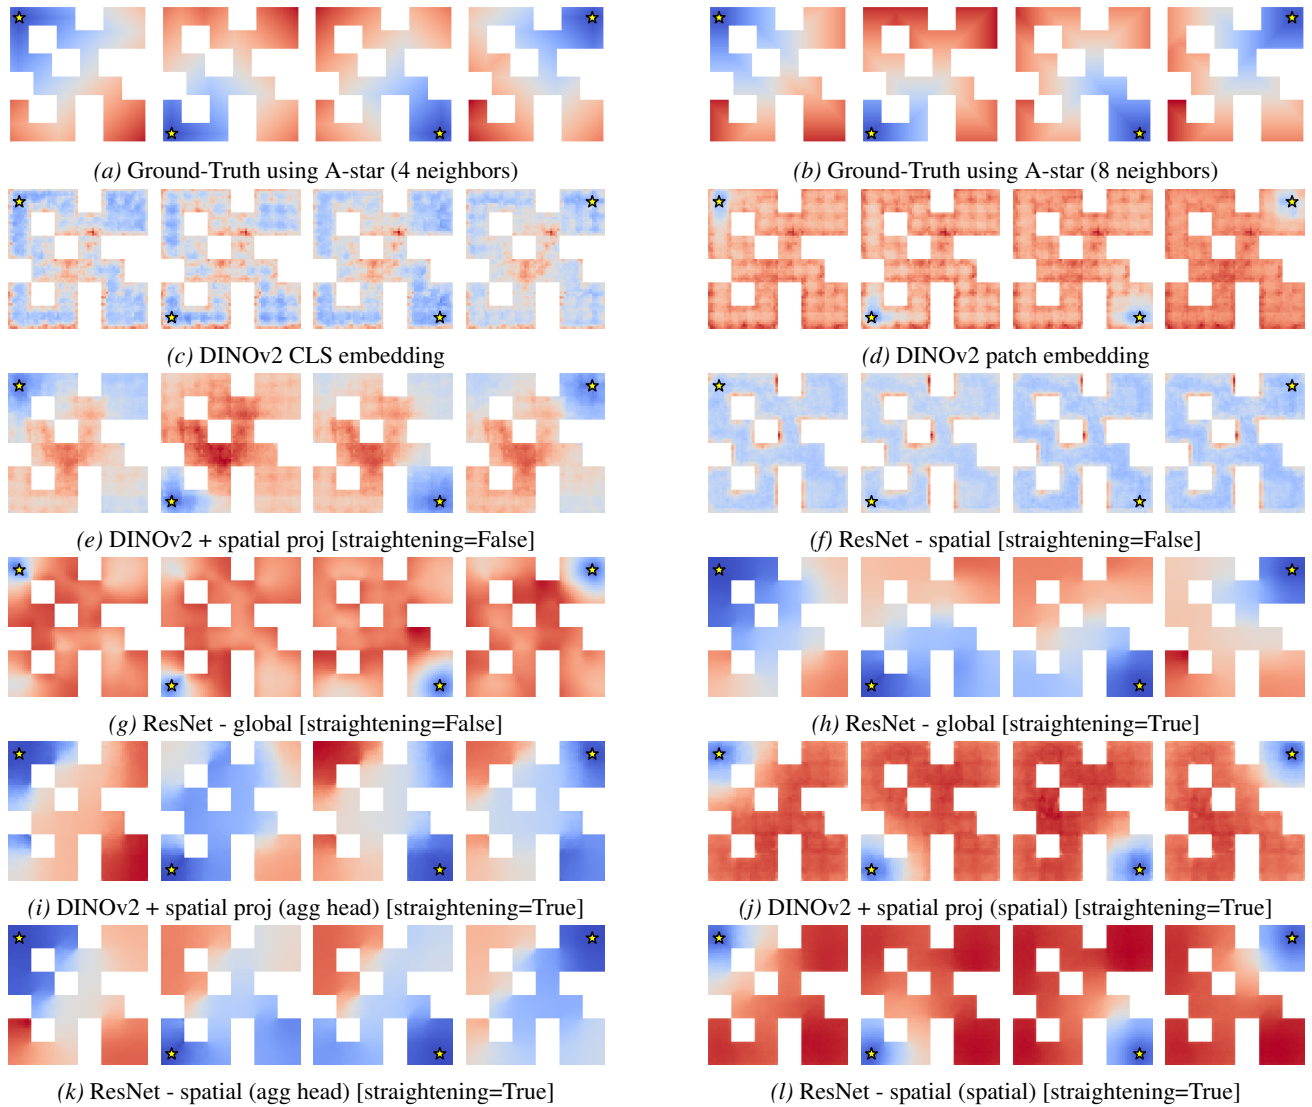 (a) Ground-Truth using A-star (4 neighbors)
(b) Ground-Truth using A-star (8 neighbors)
(c) DINOv2 CLS embedding
(d) DINOv2 patch embedding
(e) DINOv2 + spatial proj [straightening=False]
(f) ResNet - spatial [straightening=False]
(g) ResNet - global [straightening=False]
(h) ResNet - global [straightening=True]
(i) DINOv2 + spatial proj (agg head) [straightening=True]
(j) DINOv2 + spatial proj (spatial) [straightening=True]
(k) ResNet - spatial (agg head) [straightening=True]
(l) ResNet - spatial (spatial) [straightening=True]